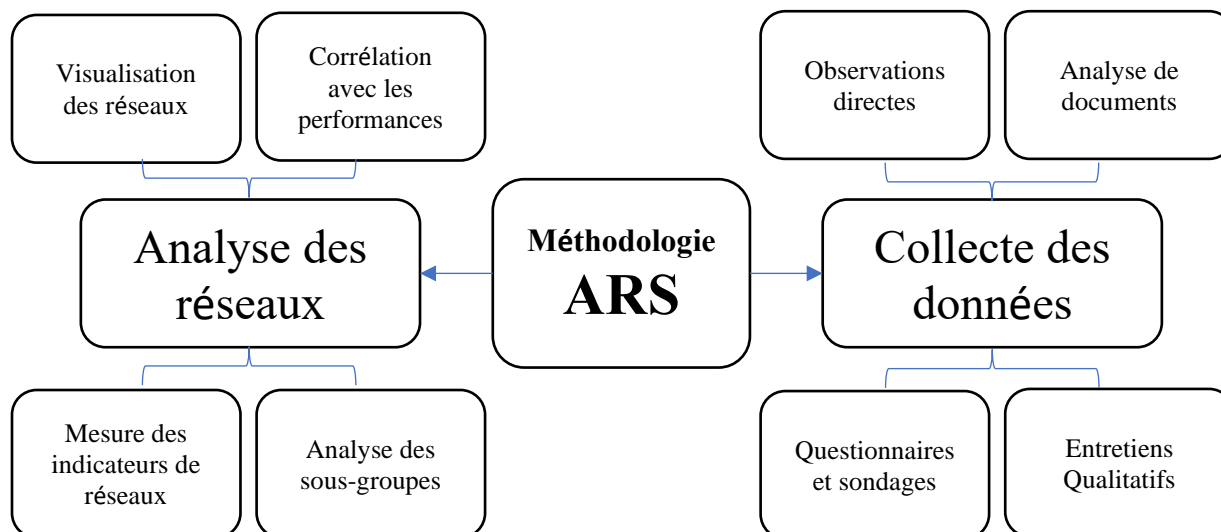 Visualisation
des réseaux
Corrélation
avec les
performances
Observations
directes
Analyse de
documents
Analyse des
réseaux
Méthodologie
ARS
Collecte des
données
Mesure des
indicateurs de
réseaux
Analyse des
sous-groupes
Questionnaires
et sondages
Entretiens
Qualitatifs